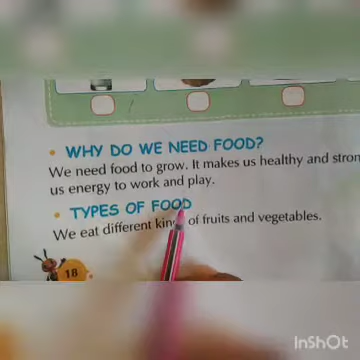 WHY DO WE NEED FOOD?
We need food to grow. It makes us healthy and stron
us energy to work and play.
TYPES OF FOOD
We eat different kin of fruits and vegetables.
18
InShOt